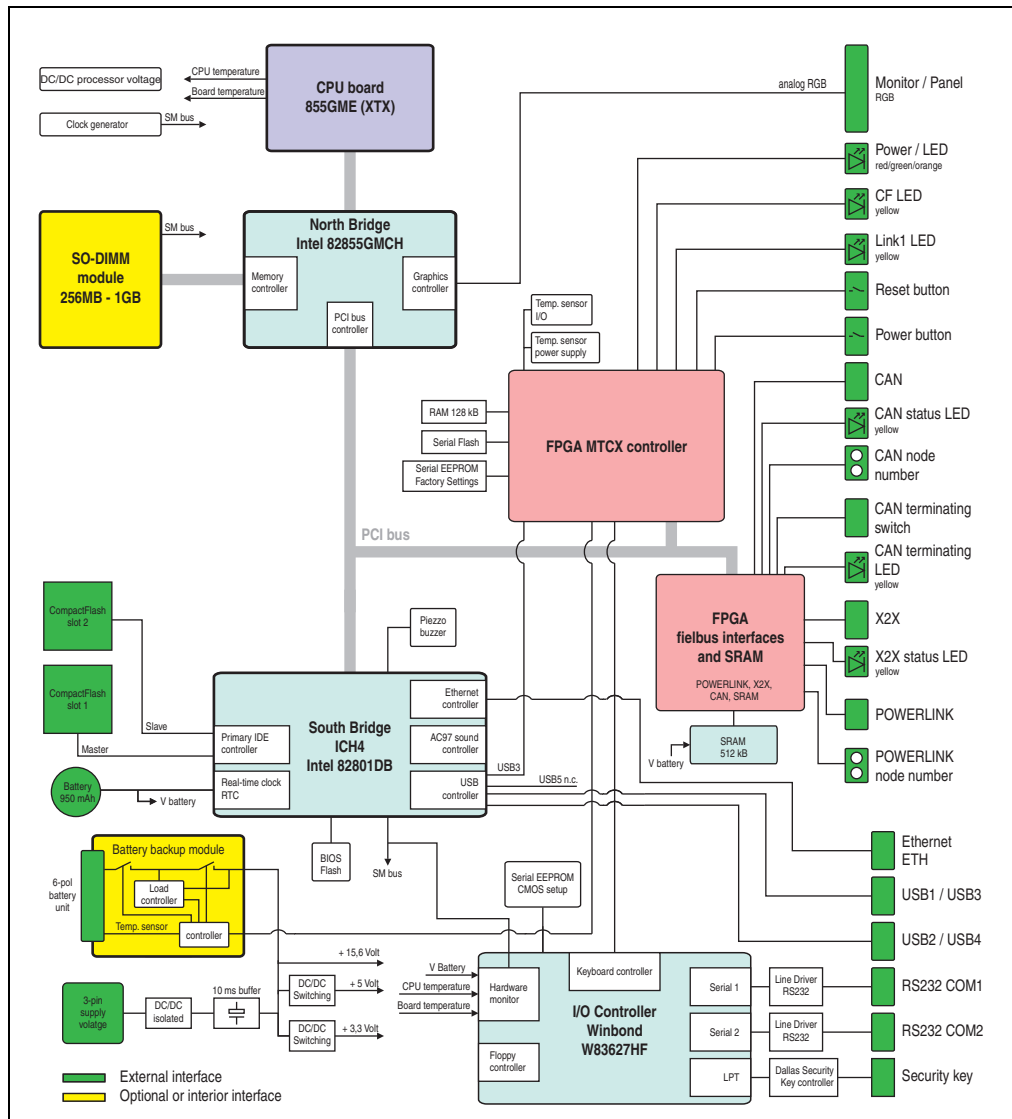 DC/DC processor voltage
CPU temperature
Board temperature
Clock generator
SM bus
CPU board
855GME (XTX)
analog RGB
Monitor / Panel
RGB
Power / LED
red/green/orange
CF LED
yellow
Link1 LED
yellow
Reset button
Power button
CAN
CAN status LED
yellow
CAN node
number
CAN terminating
switch
CAN terminating
LED
yellow
X2X
X2X status LED
yellow
POWERLINK
POWERLINK
node number
SO-DIMM
module
256MB - 1GB
SM bus
North Bridge
Intel 82855GMCH
Memory
controller
Graphics
controller
PCI bus
controller
Temp. sensor
I/O
Temp. sensor
power supply
RAM 128 kB
Serial Flash
Serial EEPROM
Factory Settings
FPGA MTCX controller
PCI bus
FPGA
fielbus interfaces
and SRAM
POWERLINK, X2X,
CAN, SRAM
V battery
SRAM
512 kB
CompactFlash
slot 2
CompactFlash
slot 1
Piezzo
buzzer
Slave
Master
South Bridge
ICH4
Intel 82801DB
Primary IDE
controller
Real-time clock
RTC
Ethernet
controller
AC97 sound
controller
USB
controller
USB3
USB5 n.c.
Battery
950 mAh
V battery
BIOS
Flash
SM bus
Ethernet
ETH
USB1 / USB3
USB2 / USB4
Battery backup module
6-pol
battery
unit
Load
controller
Temp. sensor
controller
Serial EEPROM
CMOS setup
+ 15,6 Volt
DC/DC
Switching
+ 5 Volt
DC/DC
Switching
+ 3,3 Volt
3-pin
supply
volatge
DC/DC
isolated
10 ms buffer
V Battery
CPU temperature
Board temperature
Hardware
monitor
Keyboard controller
Floppy
controller
I/O Controller
Winbond
W83627HF
Serial 1
Line Driver
RS232
RS232 COM1
Serial 2
Line Driver
RS232
RS232 COM2
LPT
Dallas Security
Key controller
Security key
External interface
Optional or interior interface